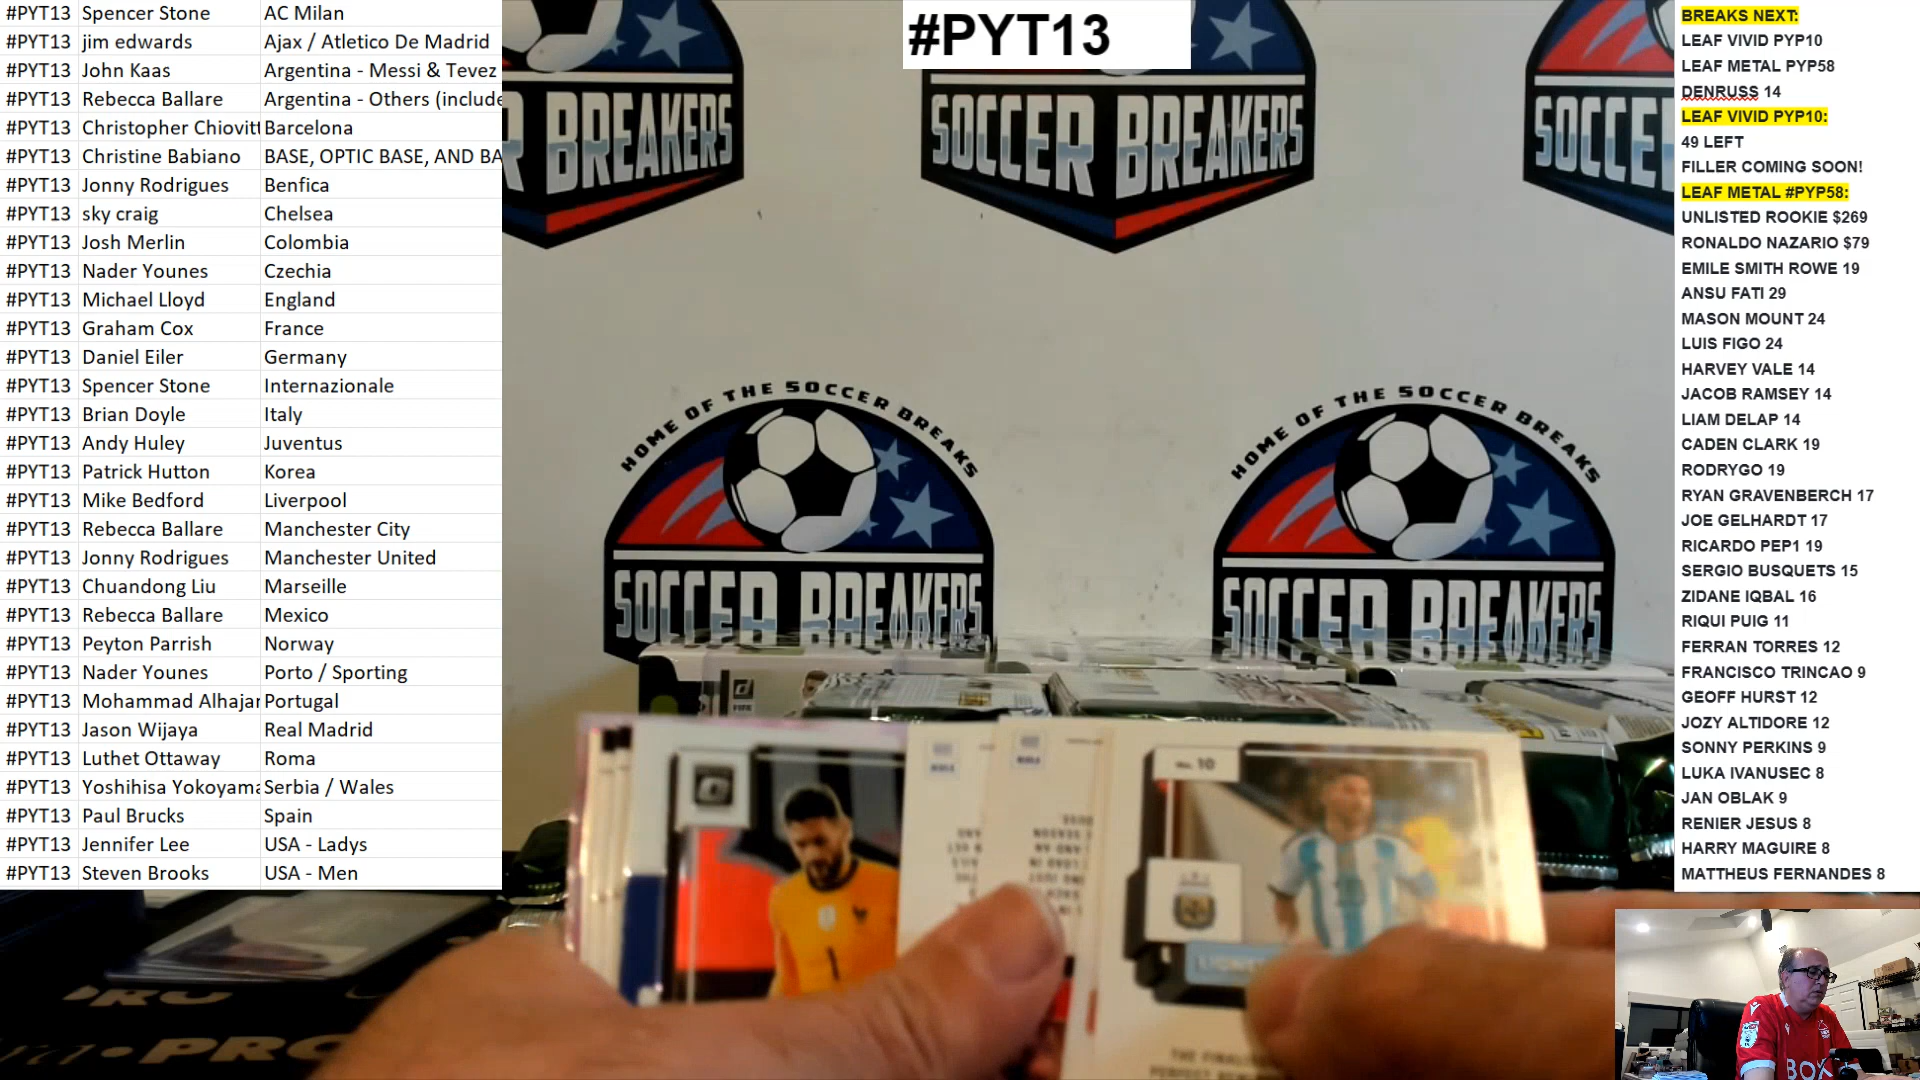 #PYT13 Spencer Stone AC Milan
#PYT13 jim edwards Ajax / Atletico De Madrid
#PYT13 John Kaas Argentina - Messi & Tevez
#PYT13 Rebecca Ballare Argentina - Others (include
#PYT13 Christopher Chiovitt Barcelona
#PYT13 Christine Babiano BASE, OPTIC BASE, AND BA
#PYT13 Jonny Rodrigues Benfica
#PYT13 sky craig Chelsea
#PYT13 Josh Merlin Colombia
#PYT13 Nader Younes Czechia
#PYT13 Michael Lloyd England
#PYT13 Graham Cox France
#PYT13 Daniel Eiler Germany
#PYT13 Spencer Stone Internazionale
#PYT13 Brian Doyle Italy
#PYT13 Andy Huley Juventus
#PYT13 Patrick Hutton Korea
#PYT13 Mike Bedford Liverpool
#PYT13 Rebecca Ballare Manchester City
#PYT13 Jonny Rodrigues Manchester United
#PYT13 Chuandong Liu Marseille
#PYT13 Rebecca Ballare Mexico
#PYT13 Peyton Parrish Norway
#PYT13 Nader Younes Porto / Sporting
#PYT13 Mohammad Alhajar Portugal
#PYT13 Jason Wijaya Real Madrid
#PYT13 Luthet Ottaway Roma
#PYT13 Yoshihisa Yokoyama Serbia / Wales
#PYT13 Paul Brucks Spain
#PYT13 Jennifer Lee USA - Ladys
#PYT13 Steven Brooks USA - Men
#PYT13
R BREAKERS
SOCCER BREAKERS
SOCCE
HOME OF THE SOCCER BREAKS
SOCCER BREAKERS
HOME OF THE SOCCER BREAKS
SOCCER BREAKERS
No. 10
THE FINALIS
PRO
PRO
BREAKS NEXT:
LEAF VIVID PYP10
LEAF METAL PYP58
DENRUSS 14
LEAF VIVID PYP10:
49 LEFT
FILLER COMING SOON!
LEAF METAL #PYP58:
UNLISTED ROOKIE $269
RONALDO NAZARIO $79
EMILE SMITH ROWE 19
ANSU FATI 29
MASON MOUNT 24
LUIS FIGO 24
HARVEY VALE 14
JACOB RAMSEY 14
LIAM DELAP 14
CADEN CLARK 19
RODRYGO 19
RYAN GRAVENBERCH 17
JOE GELHARDT 17
RICARDO PEP1 19
SERGIO BUSQUETS 15
ZIDANE IQBAL 16
RIQUI PUIG 11
FERRAN TORRES 12
FRANCISCO TRINCAO 9
GEOFF HURST 12
JOZY ALTIDORE 12
SONNY PERKINS 9
LUKA IVANUSEC 8
JAN OBLAK 9
RENIER JESUS 8
HARRY MAGUIRE 8
MATTHEUS FERNANDES 8